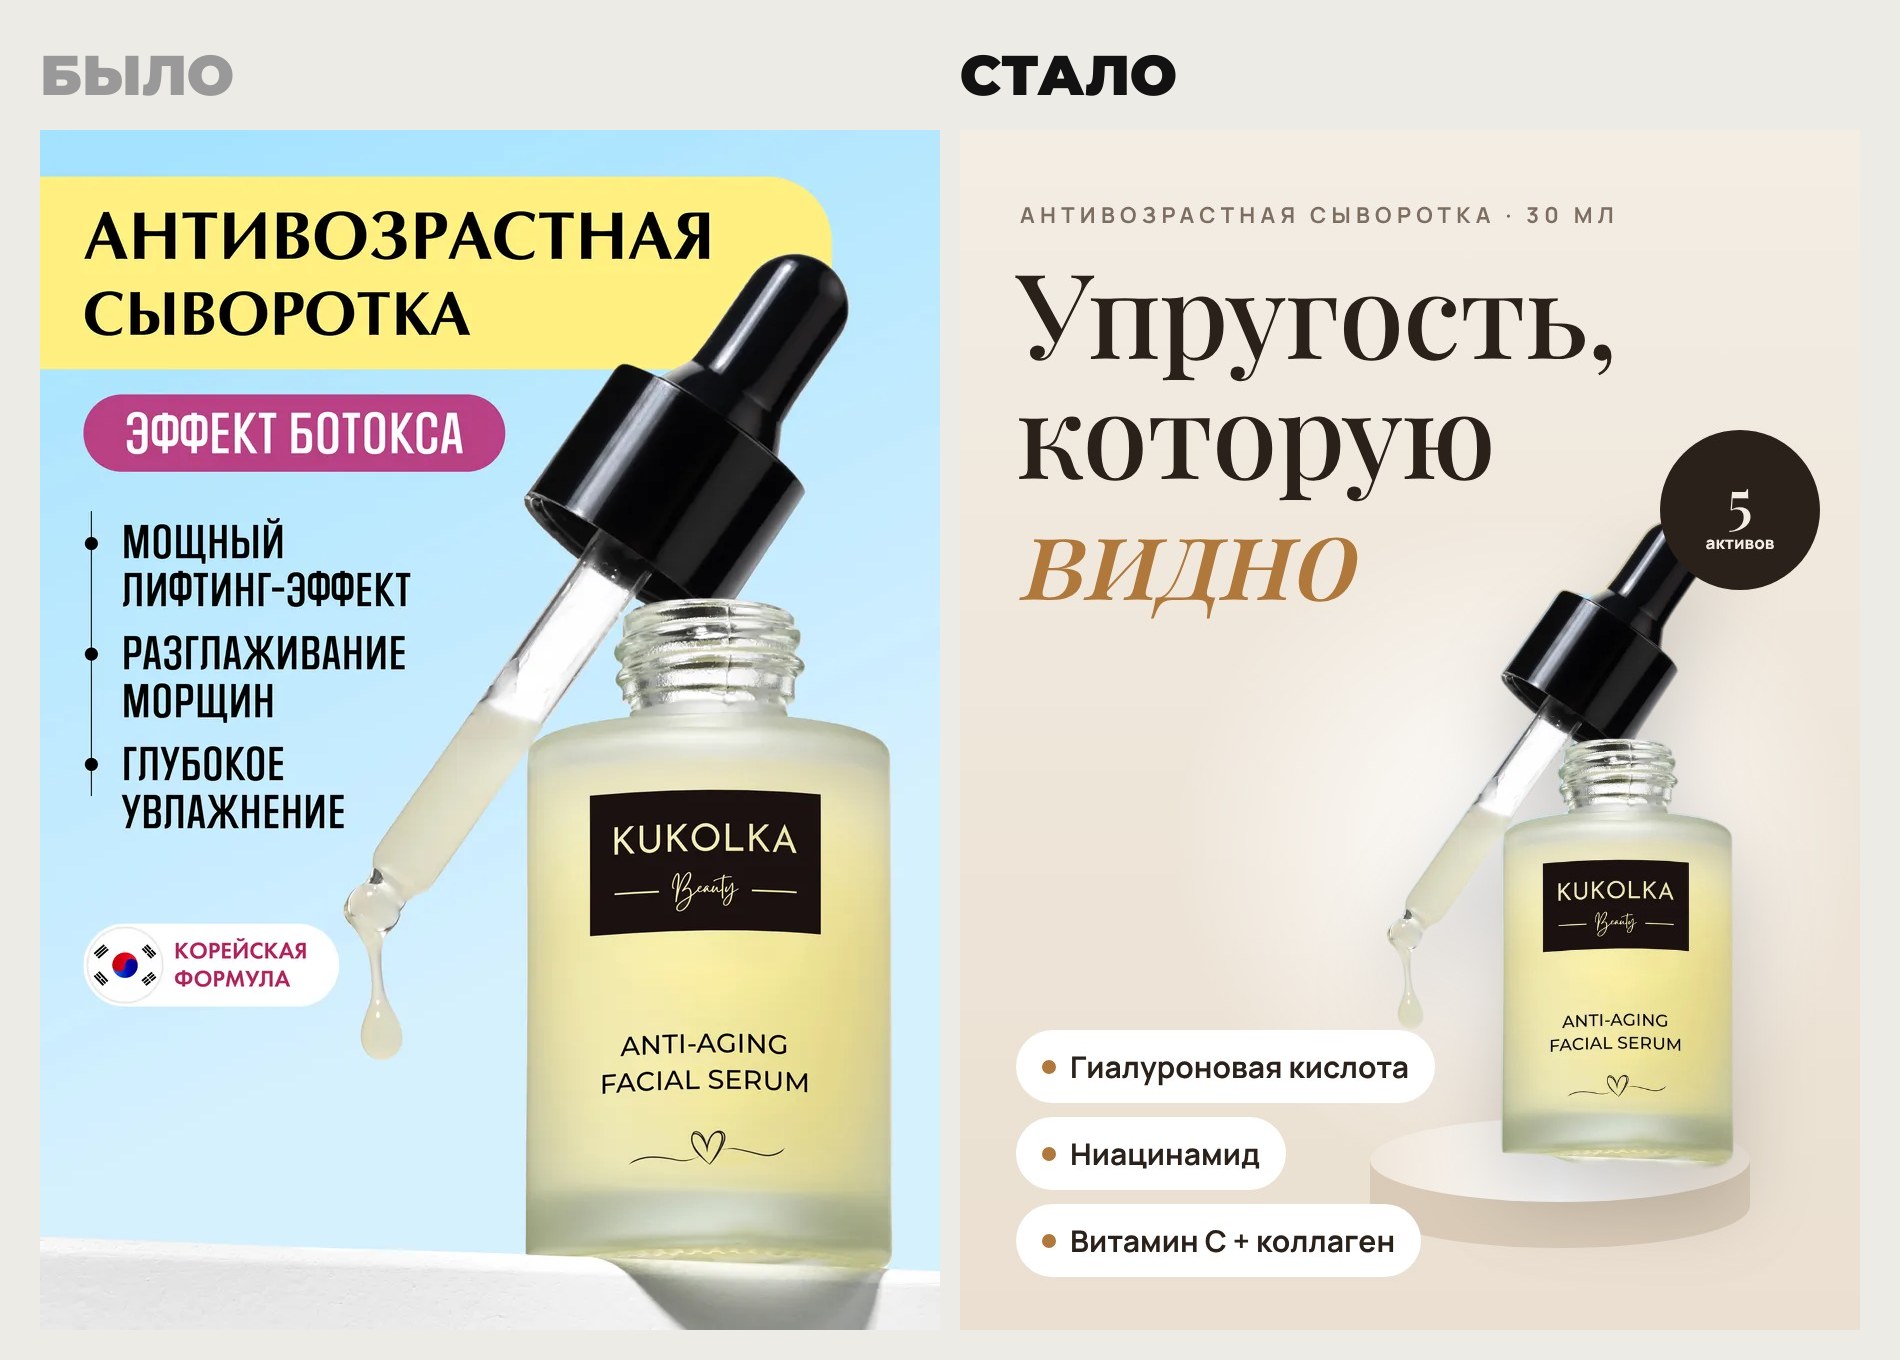 БЫЛО
АНТИВОЗРАСТНАЯ
СЫВОРОТКА
ЭФФЕКТ БОТОКСА
МОЩНЫЙ
ЛИФТИНГ-ЭФФЕКТ
РАЗГЛАЖИВАНИЕ
МОРЩИН
ГЛУБОКОЕ
УВЛАЖНЕНИЕ
КОРЕЙСКАЯ
ФОРМУЛА
KUKOLKA
Beauty
ANTI-AGING
FACIAL SERUM
СТАЛО
АНТИВОЗРАСТНАЯ СЫВОРОТКА · 30 МЛ
Упругость,
которую
видно
5
активов
KUKOLKA
Beauty
ANTI-AGING
FACIAL SERUM
Гиалуроновая кислота
Ниацинамид
Витамин C + коллаген